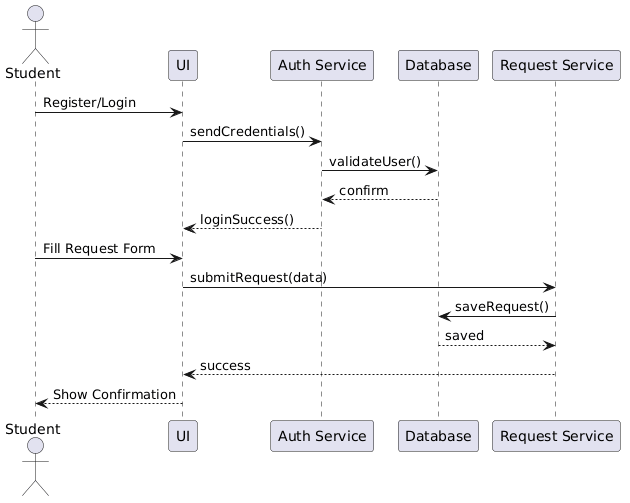 Student
UI
Auth Service
Database
Request Service
Register/Login
sendCredentials()
validateUser()
confirm
loginSuccess()
Fill Request Form
submitRequest(data)
saveRequest()
saved
success
Show Confirmation
Student
UI
Auth Service
Database
Request Service